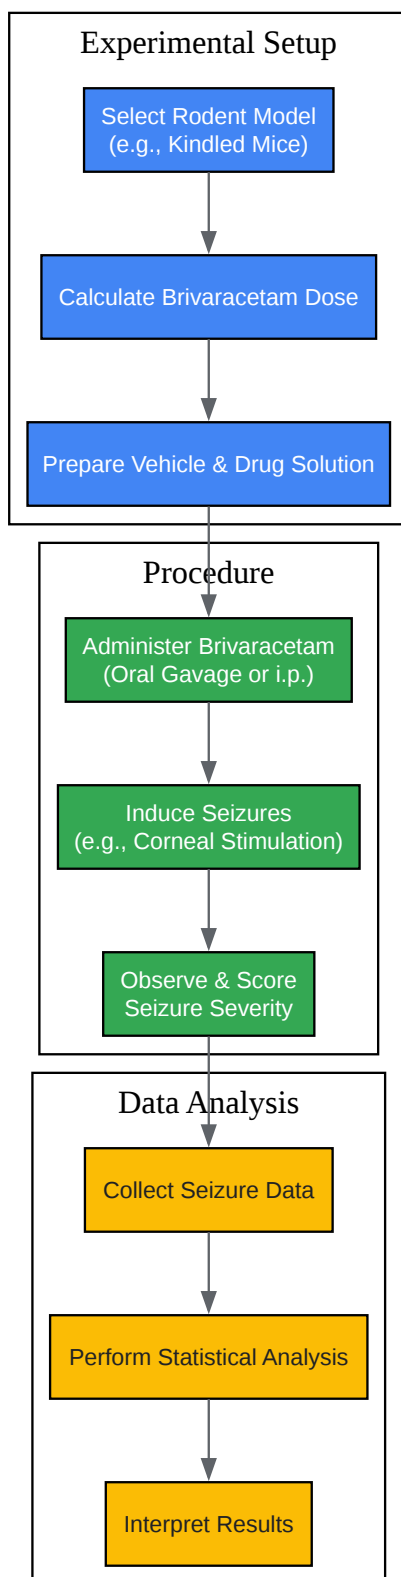 Experimental Setup
Select Rodent Model
(e.g., Kindled Mice)
Calculate Brivaracetam Dose
Prepare Vehicle & Drug Solution
Procedure
Administer Brivaracetam
(Oral Gavage or i.p.)
Induce Seizures
(e.g., Corneal Stimulation)
Observe & Score
Seizure Severity
Data Analysis
Collect Seizure Data
Perform Statistical Analysis
Interpret Results